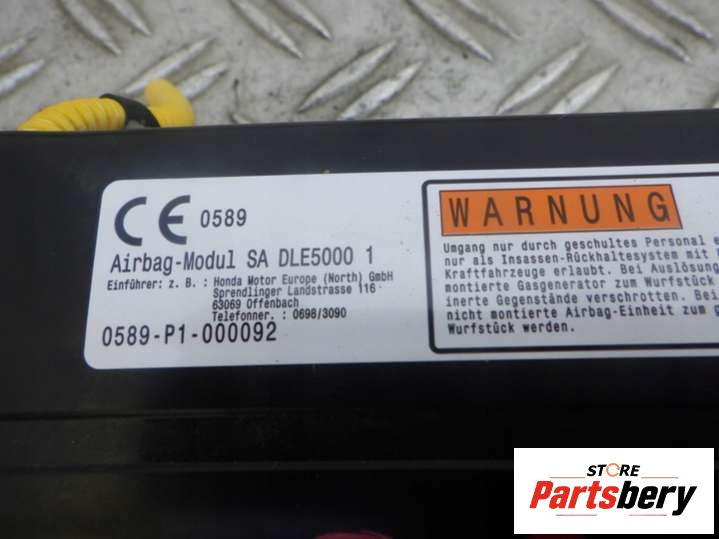 CE 0589
Airbag-Modul SA DLE5000 1
Einführer: z. B.: Honda Motor Europe (North) GmbH
Sprendlinger Landstrasse 116
63069 Offenbach
Telefonner.: 0698/3090
0589-P1-000092
WARNUNG
Umgang nur durch geschultes Personal
nur als Insassen-Rückhaltesystem mit
Kraftfahrzeuge erlaubt. Bei Auslösung
montierte Gasgenerator zum Wurfstück
inerte Gegenstände verschrotten. Bei
nicht montierte Airbag-Einheit zum
Wurfstück werden.
STORE
Partsbery